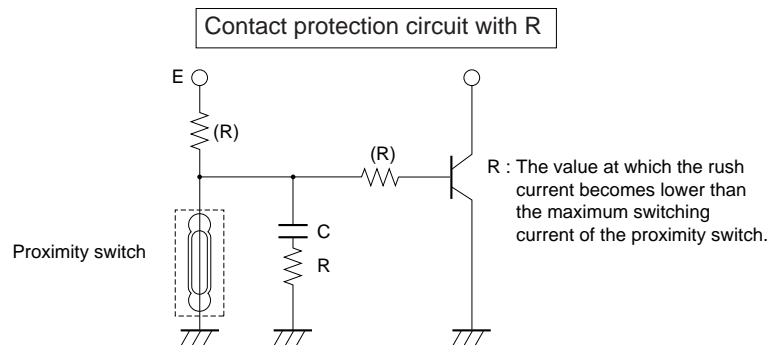 Contact protection circuit with R
E
(R)
(R)
R : The value at which the rush
current becomes lower than
the maximum switching
current of the proximity switch.
C
Proximity switch
R